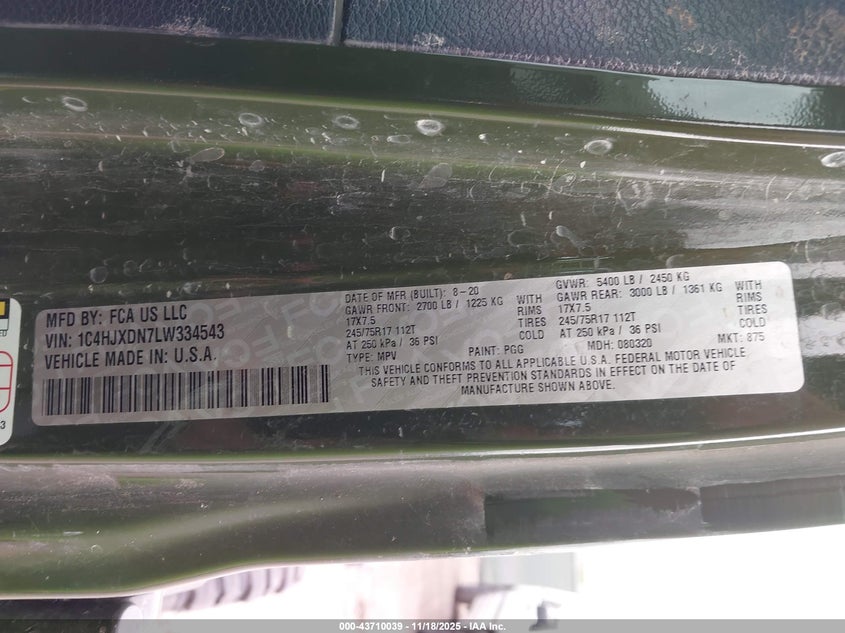 MFD BY: FCA US LLC
VIN: 1C4HJXDN7LW334543
VEHICLE MADE IN: U.S.A.
DATE OF MFR (BUILT): 8-20
GAWR FRONT: 2700 LB / 1225 KG WITH
17X7.5 RIMS
245/75R17 112T TIRES
AT 250 kPa / 36 PSI COLD
TYPE: MPV PAINT: PGG
GVWR: 5400 LB / 2450 KG
GAWR REAR: 3000 LB / 1361 KG WITH
17X7.5 RIMS
245/75R17 112T TIRES
AT 250 kPa / 36 PSI COLD
MDH: 080320 MKT: 875
THIS VEHICLE CONFORMS TO ALL APPLICABLE U.S.A. FEDERAL MOTOR VEHICLE
SAFETY AND THEFT PREVENTION STANDARDS IN EFFECT ON THE DATE OF
MANUFACTURE SHOWN ABOVE.
3
000-43710039 - 11/18/2025 - IAAI, Inc.